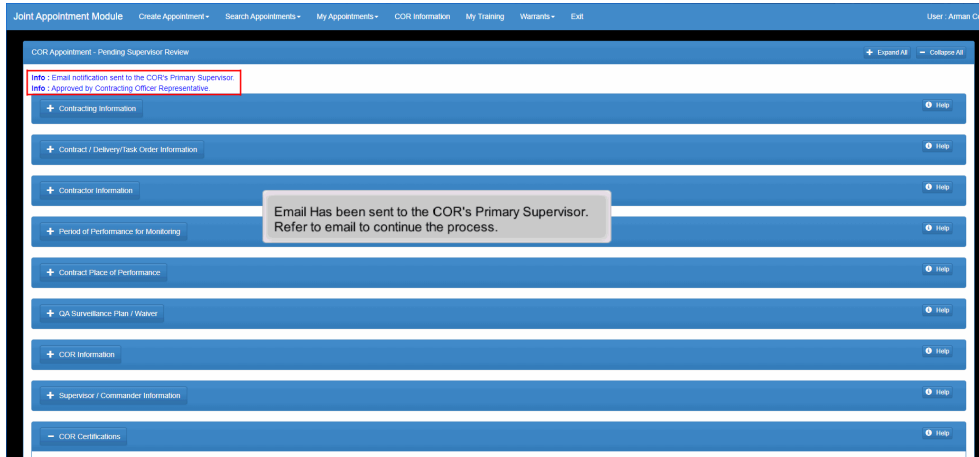 Joint Appointment Module Create Appointment Search Appointments My Appointments COR Information My Training Warrants Exit User : Arman
COR Appointment - Pending Supervisor Review + Expand All − Collapse All
Info : Email notification sent to the COR's Primary Supervisor.
Info : Approved by Contracting Officer Representative.
+ Contracting Information Help
+ Contract / Delivery/Task Order Information Help
+ Contractor Information Help
Email Has been sent to the COR's Primary Supervisor.
Refer to email to continue the process.
+ Period of Performance for Monitoring Help
+ Contract Place of Performance Help
+ QA Surveillance Plan / Waiver Help
+ COR Information Help
+ Supervisor / Commander Information Help
− COR Certifications Help